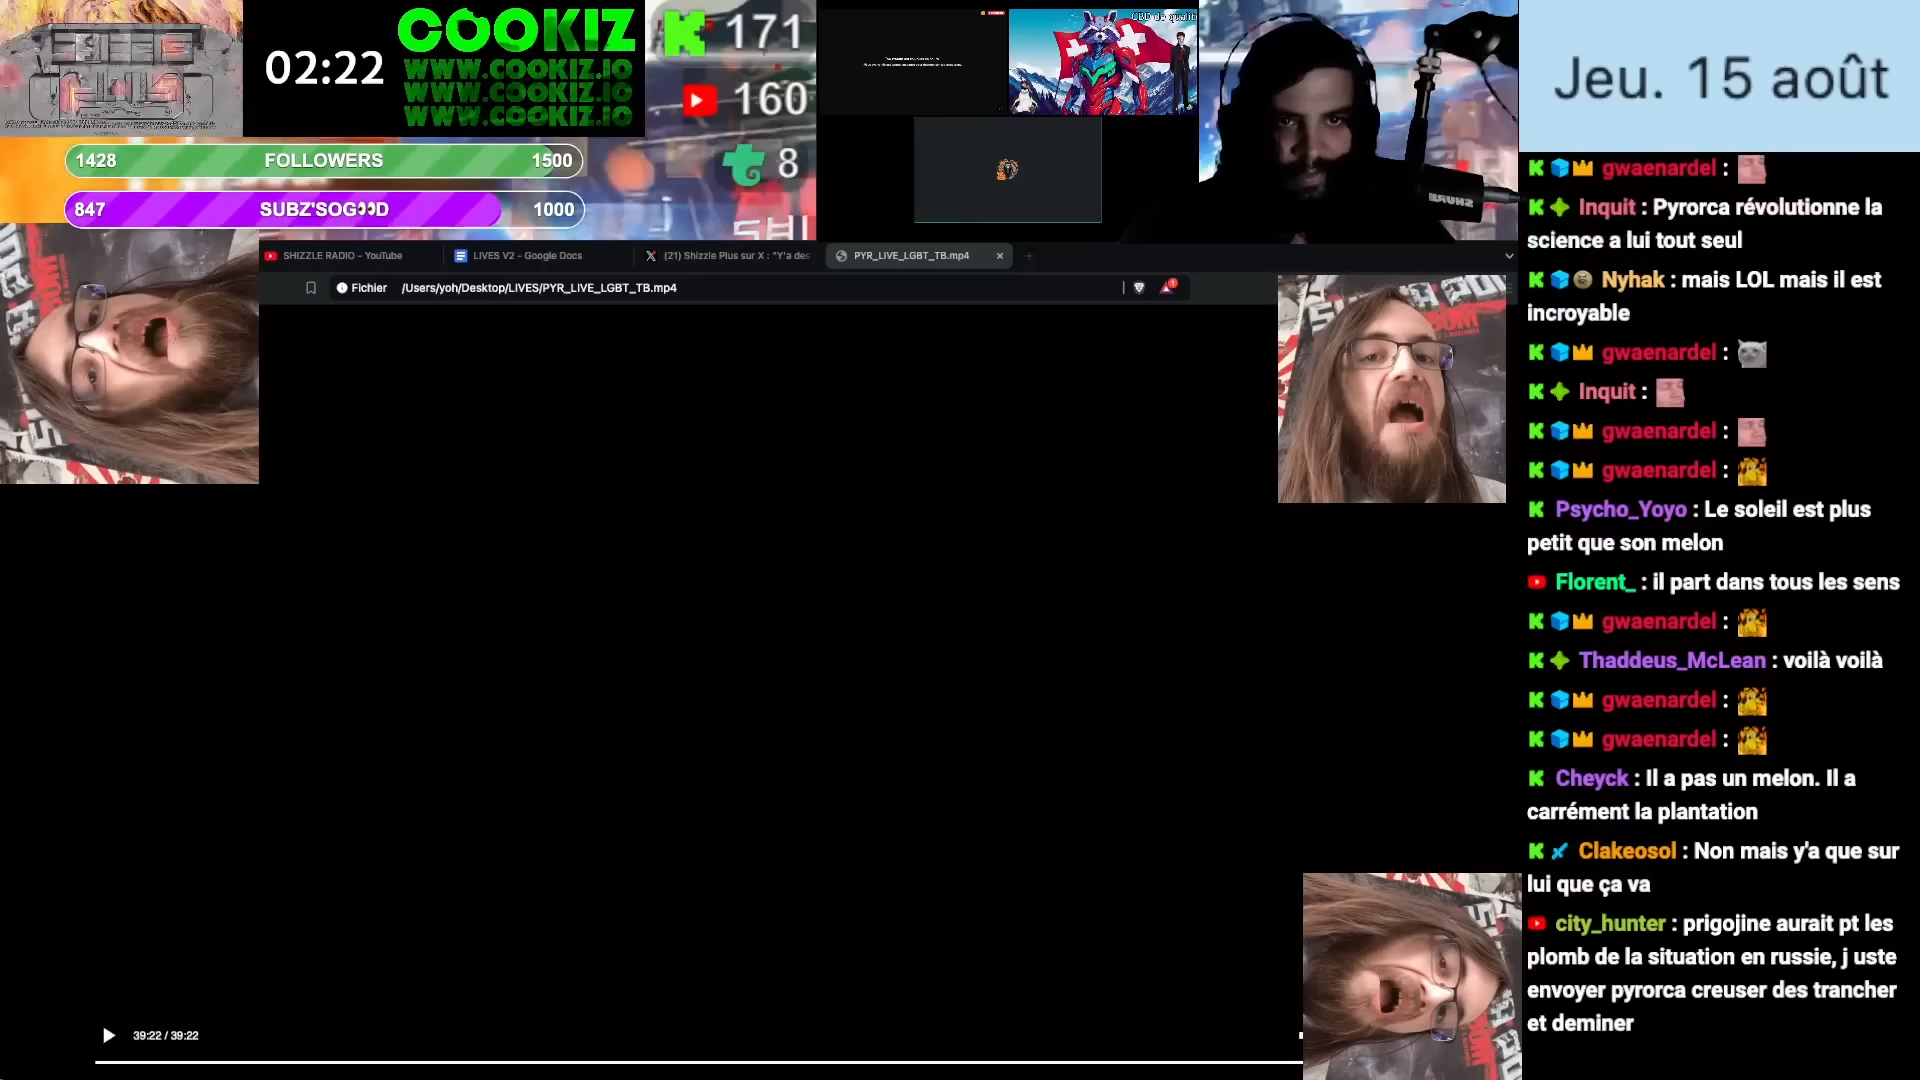 02:22
COOKIZ
WWW.COOKIZ.IO
WWW.COOKIZ.IO
WWW.COOKIZ.IO
171
160
8
1428 FOLLOWERS 1500
847 SUBZ'SOG👀D 1000
CBD de qualité
SHURE
Jeu. 15 août
SHIZZLE RADIO - YouTube
LIVES V2 - Google Docs
(21) Shizzle Plus sur X : "Y'a des
PYR_LIVE_LGBT_TB.mp4
Fichier /Users/yoh/Desktop/LIVES/PYR_LIVE_LGBT_TB.mp4
gwaenardel :
Inquit : Pyrorca révolutionne la
science a lui tout seul
Nyhak : mais LOL mais il est
incroyable
gwaenardel :
Inquit :
gwaenardel :
gwaenardel :
Psycho_Yoyo : Le soleil est plus
petit que son melon
Florent_ : il part dans tous les sens
gwaenardel :
Thaddeus_McLean : voilà voilà
gwaenardel :
gwaenardel :
Cheyck : Il a pas un melon. Il a
carrément la plantation
Clakeosol : Non mais y'a que sur
lui que ça va
city_hunter : prigojine aurait pt les
plomb de la situation en russie, j uste
envoyer pyrorca creuser des trancher
et deminer
39:22 / 39:22